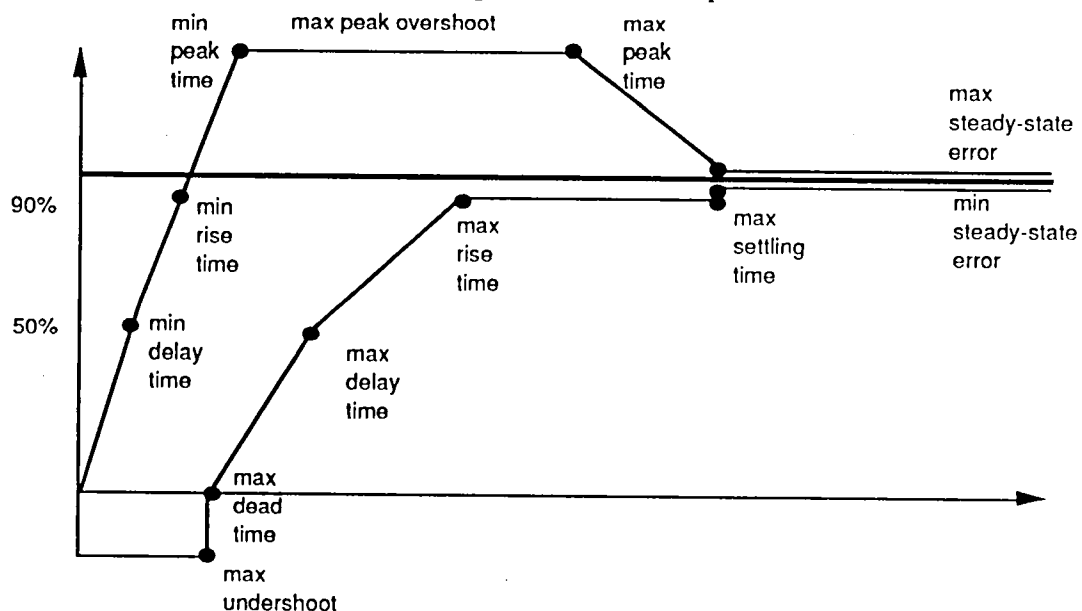 min
peak
time
max peak overshoot
max
peak
time
max
steady-state
error
90%
min
rise
time
max
rise
time
max
settling
time
min
steady-state
error
50%
min
delay
time
max
delay
time
max
dead
time
max
undershoot